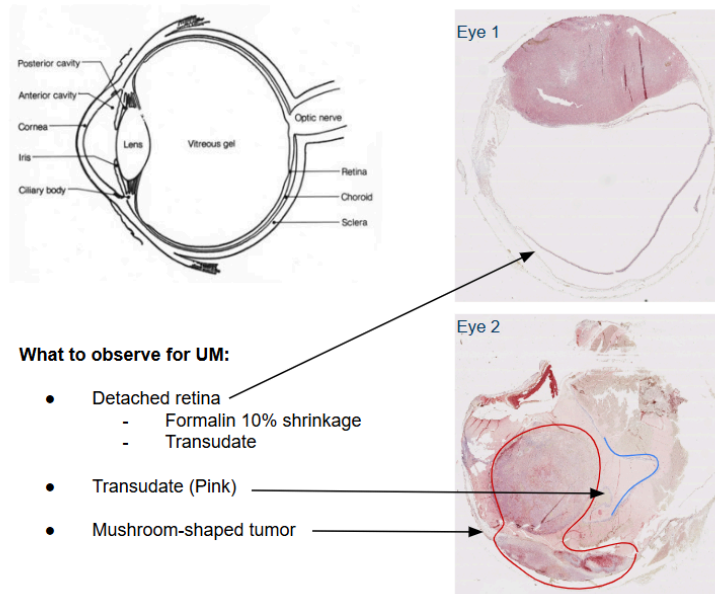 Posterior cavity
Anterior cavity
Cornea
Iris
Ciliary body
Lens
Vitreous gel
Optic nerve
Retina
Choroid
Sclera
Eye 1
Eye 2
What to observe for UM:
● Detached retina
- Formalin 10% shrinkage
- Transudate
● Transudate (Pink)
● Mushroom-shaped tumor